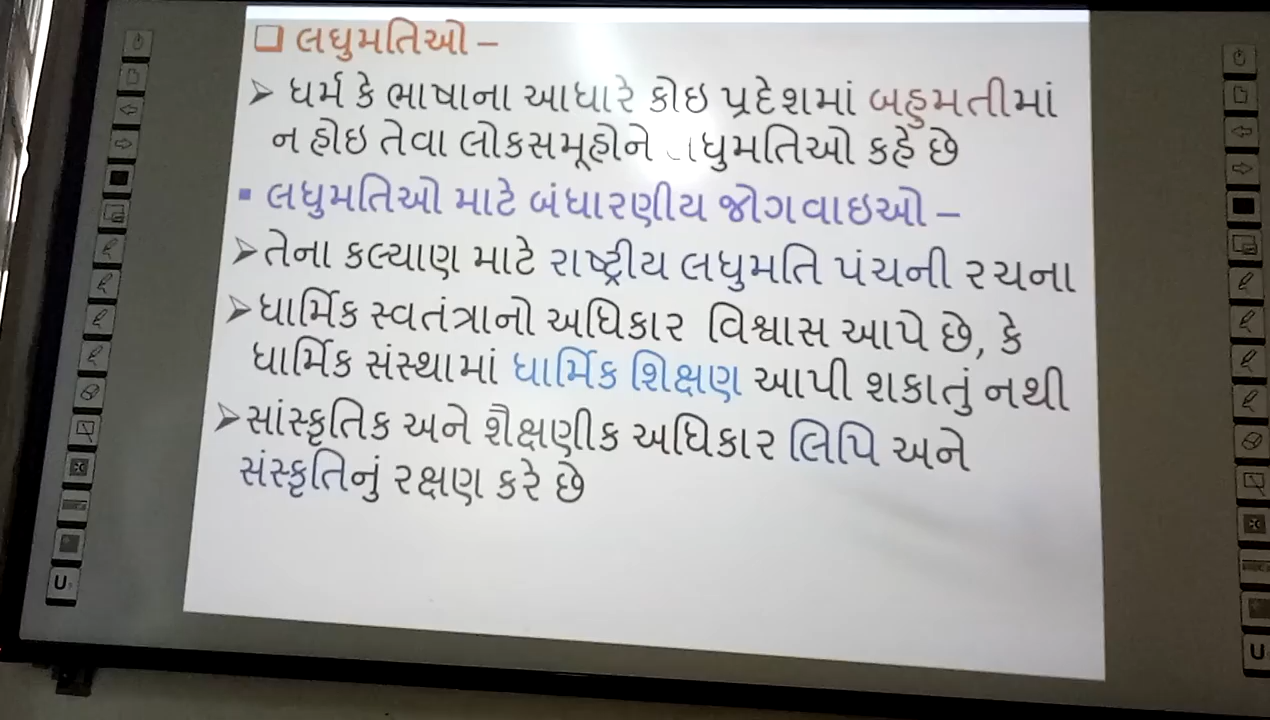 ❑ લઘુમતિઓ –
➢ ધર્મ કે ભાષાના આધારે કોઇ પ્રદેશમાં બહુમતીમાં
ન હોઇ તેવા લોકસમૂહોને લઘુમતિઓ કહે છે
▪ લઘુમતિઓ માટે બંધારણીય જોગવાઇઓ –
➢ તેના કલ્યાણ માટે રાષ્ટ્રીય લઘુમતિ પંચની રચના
➢ ધાર્મિક સ્વતંત્રાનો અધિકાર વિશ્વાસ આપે છે, કે
ધાર્મિક સંસ્થામાં ધાર્મિક શિક્ષણ આપી શકાતું નથી
➢ સાંસ્કૃતિક અને શૈક્ષણીક અધિકાર લિપિ અને
સંસ્કૃતિનું રક્ષણ કરે છે